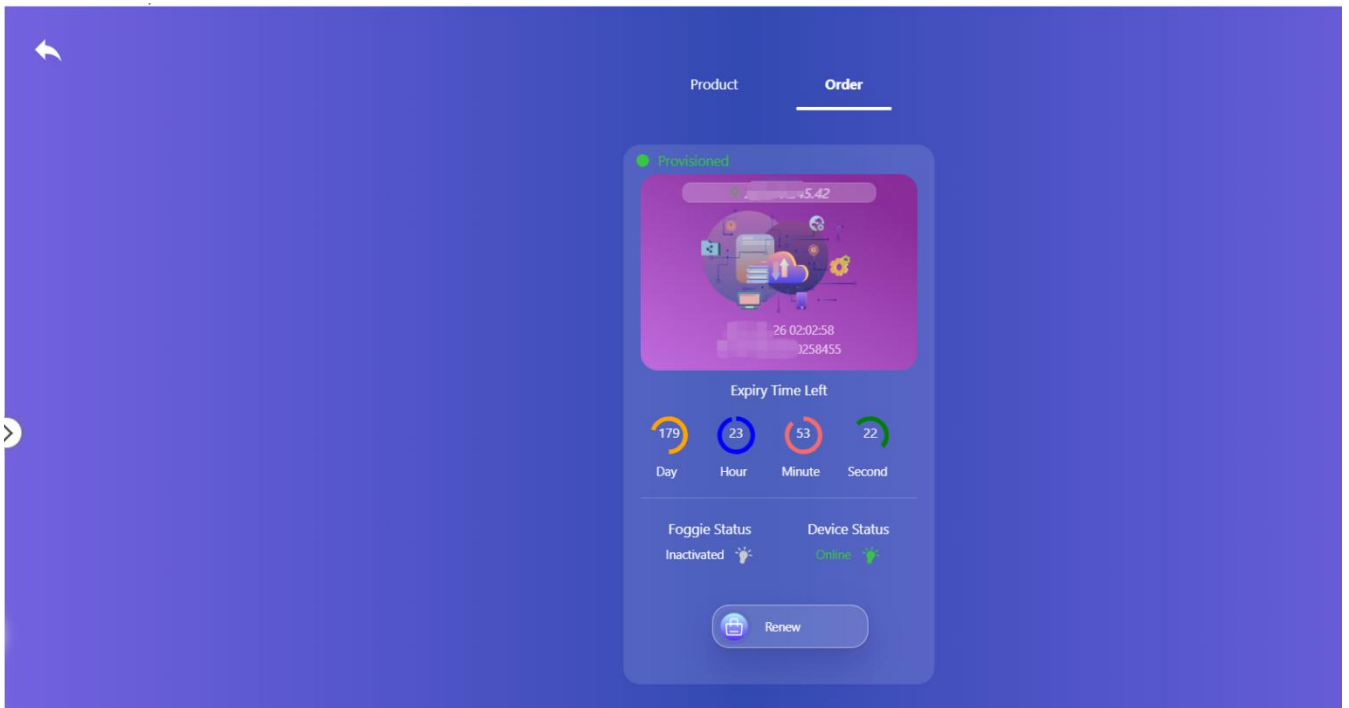 Product Order
Provisioned
5.42
26 02:02:58
258455
Expiry Time Left
179 23 53 22
Day Hour Minute Second
Foggie Status Device Status
Inactivated Online
Renew